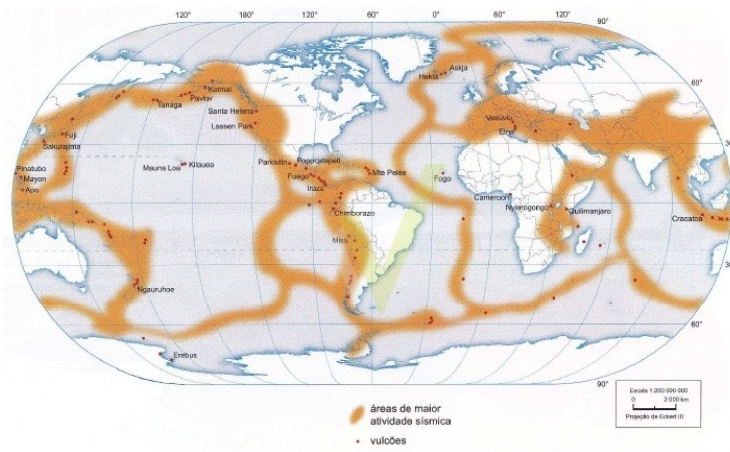 120° 90° 60° 0° 60° 120°
90°
Askja
Hekla
Katmai
60°
Pavlov
Tanaga
Santa Helena
Vesúvio
Lassen Park
Etna
Fuji
Sakurajima
30°
Paricutin Popocatepetl
Mauna Loa Kilauea
Pinatubo
Mayon
Apo
Fuego
Mte Pelée
Fogo
Irazu
Cameroon
Nyiarogongo
Quilimanjaro
Chimborazo
Cracatoa
Misti
30°
Ngauruhoe
60°
Erebus
90°
Escala 1:200 000 000
0 2 000 km
Projeção de Eckert III
áreas de maior
atividade sísmica
vulcões